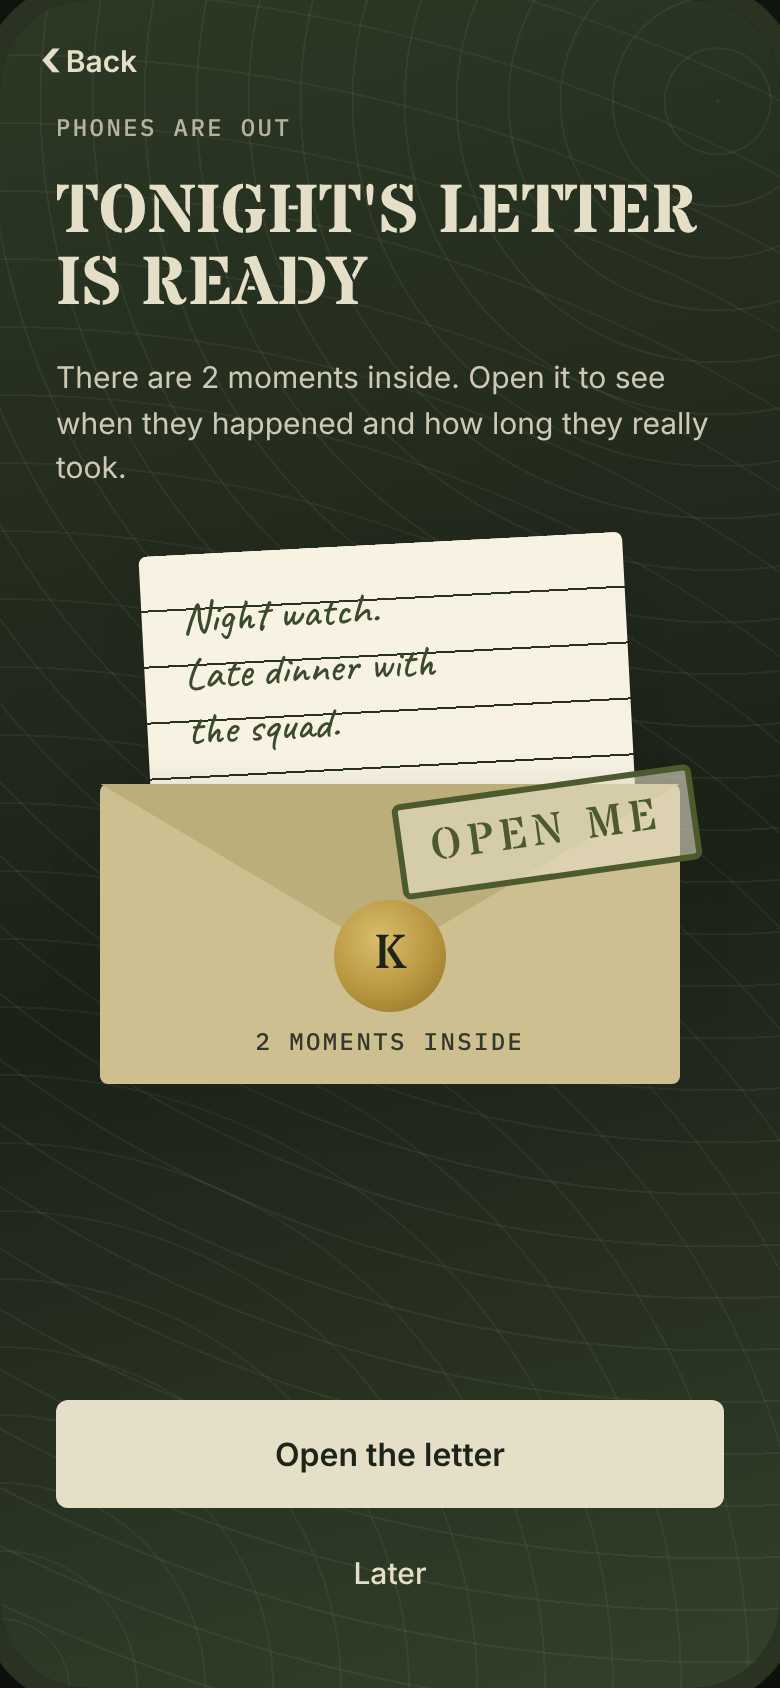 Back
PHONES ARE OUT
TONIGHT'S LETTER
IS READY
There are 2 moments inside. Open it to see
when they happened and how long they really
took.
Night watch.
Late dinner with
the squad.
OPEN ME
K
2 MOMENTS INSIDE
Open the letter
Later